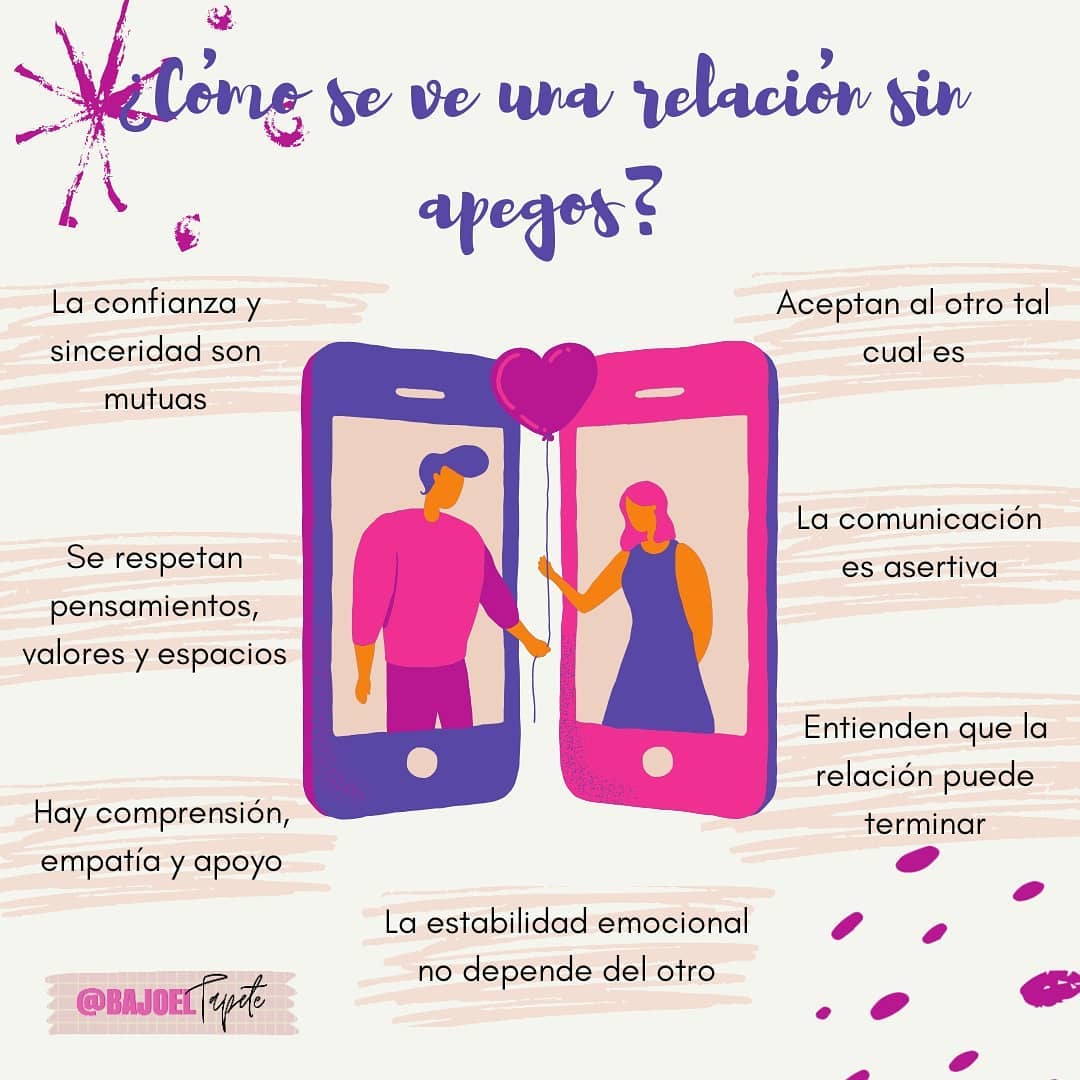 ¿Cómo se ve una relación sin
apegos?
La confianza y
sinceridad son
mutuas
Aceptan al otro tal
cual es
Se respetan
pensamientos,
valores y espacios
La comunicación
es asertiva
Hay comprensión,
empatía y apoyo
Entienden que la
relación puede
terminar
La estabilidad emocional
no depende del otro
@BAJOEL Tapete